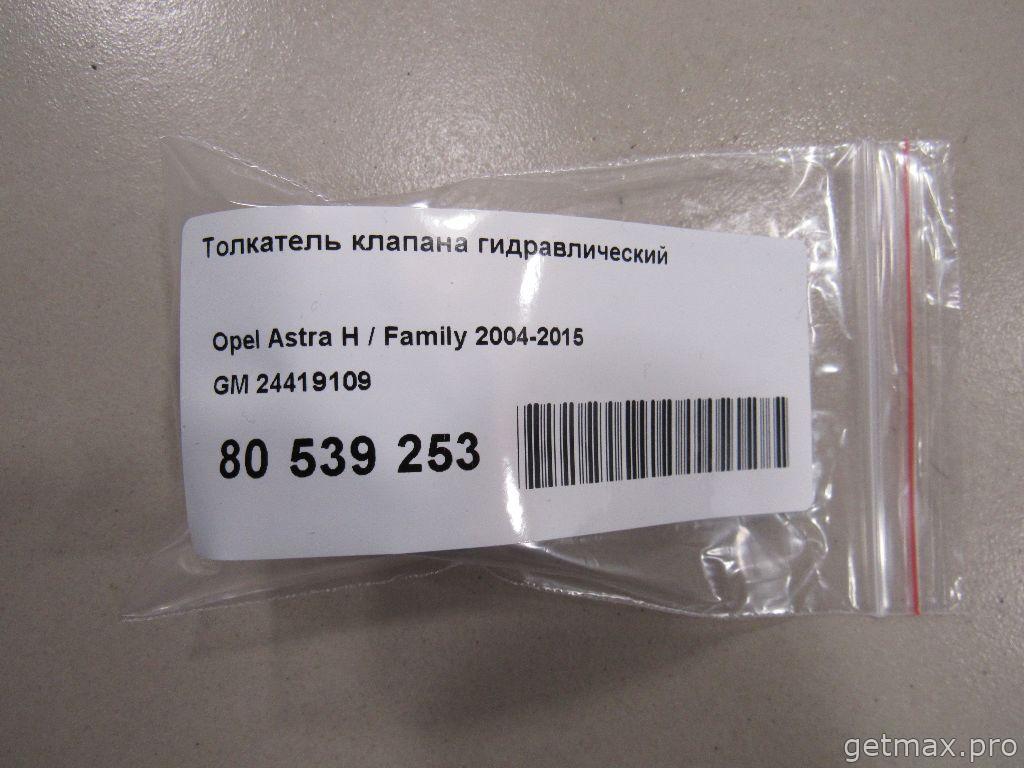 Толкатель клапана гидравлический
Opel Astra H / Family 2004-2015
GM 24419109
80 539 253
getmax.pro